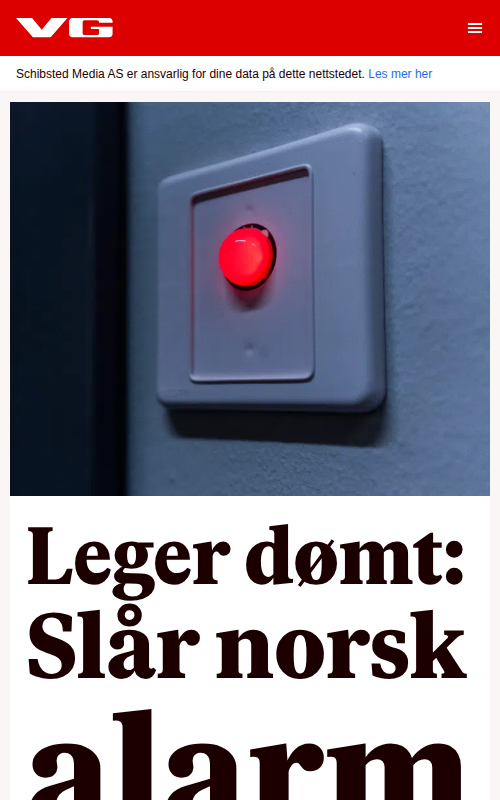 VG
Schibsted Media AS er ansvarlig for dine data på dette nettstedet. Les mer her
Leger dømt:
Slår norsk
alarm